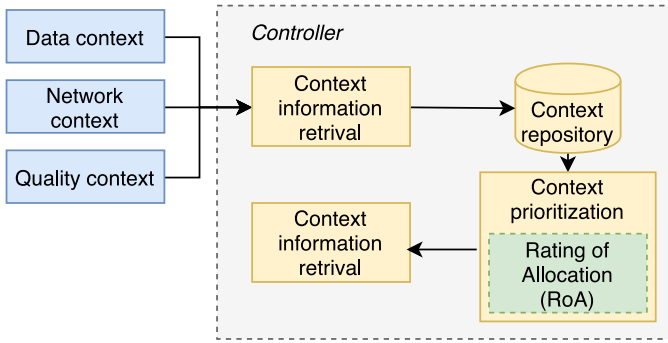 Data context
Network
context
Quality context
Controller
Context
information
retrival
Context
repository
Context
prioritization
Rating of
Allocation
(RoA)
Context
information
retrival